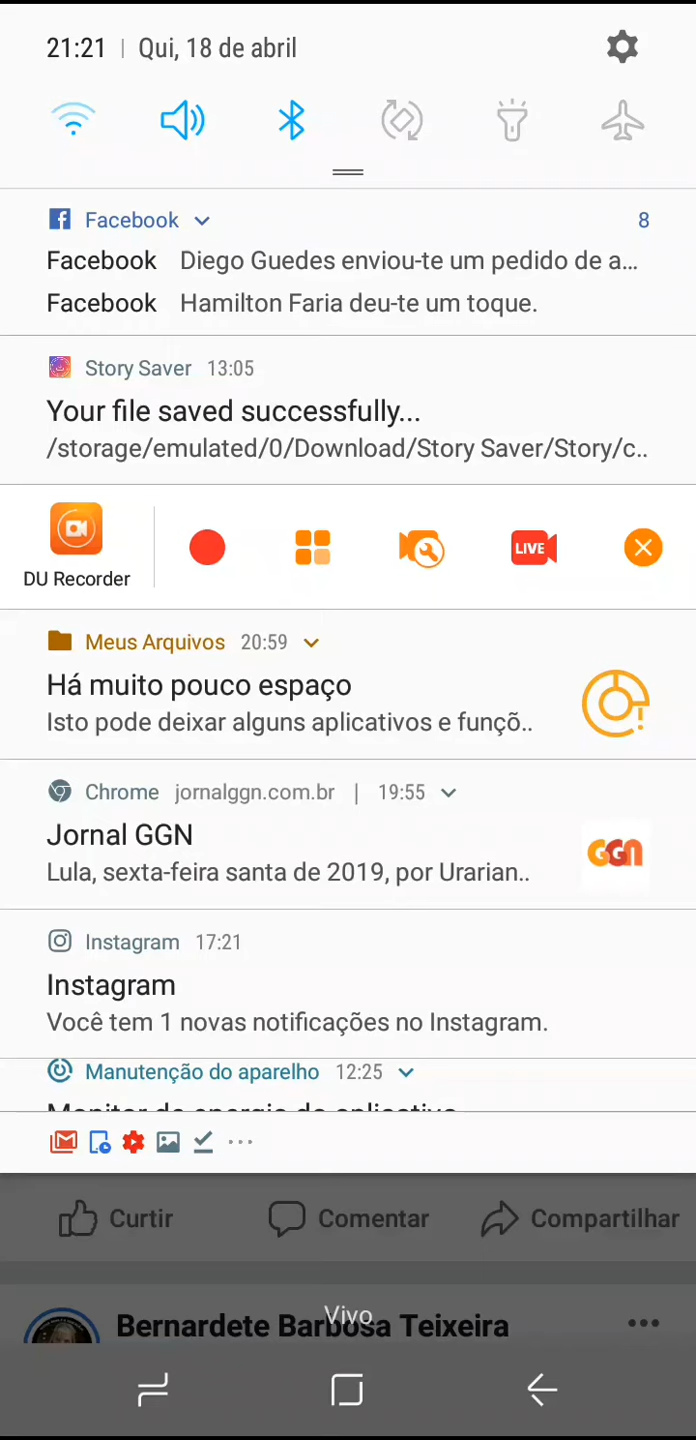 21:21 | Qui, 18 de abril
Facebook 8
Facebook Diego Guedes enviou-te um pedido de a...
Facebook Hamilton Faria deu-te um toque.
Story Saver 13:05
Your file saved successfully...
/storage/emulated/0/Download/Story Saver/Story/c..
LIVE
DU Recorder
Meus Arquivos 20:59
Há muito pouco espaço
Isto pode deixar alguns aplicativos e funçõ..
Chrome jornalggn.com.br | 19:55
Jornal GGN
GGN
Lula, sexta-feira santa de 2019, por Urarian..
Instagram 17:21
Instagram
Você tem 1 novas notificações no Instagram.
Manutenção do aparelho 12:25
Monitor de energia do aplicativo
Curtir Comentar Compartilhar
Vivo
Bernardete Barbosa Teixeira